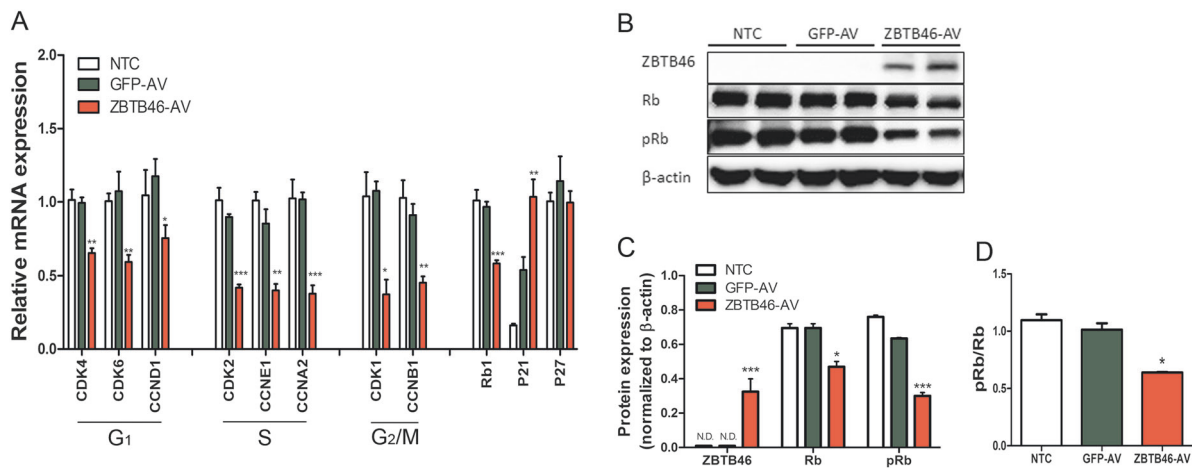 A
Relative mRNA expression
2.0
1.5
1.0
0.5
0.0
NTC
GFP-AV
ZBTB46-AV
** ** * *** ** *** * ** *** **
CDK4 CDK6 CCND1 CDK2 CCNE1 CCNA2 CDK1 CCNB1 Rb1 P21 P27
G1 S G2/M
B
NTC GFP-AV ZBTB46-AV
ZBTB46
Rb
pRb
β-actin
C
Protein expression
(normalized to β-actin)
1.0
0.8
0.6
0.4
0.2
0.0
NTC
GFP-AV
ZBTB46-AV
N.D. N.D. *** * ***
ZBTB46 Rb pRb
D
pRb/Rb
1.5
1.0
0.5
0.0
*
NTC GFP-AV ZBTB46-AV